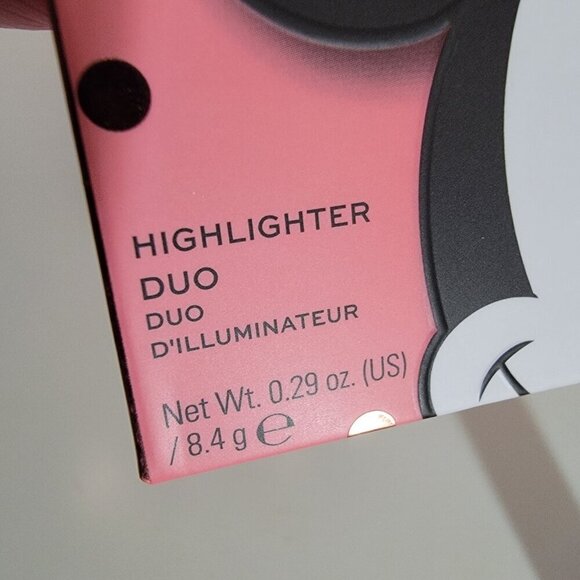 HIGHLIGHTER
DUO
DUO
D'ILLUMINATEUR
Net Wt. 0.29 oz. (US)
/ 8.4 g ℮